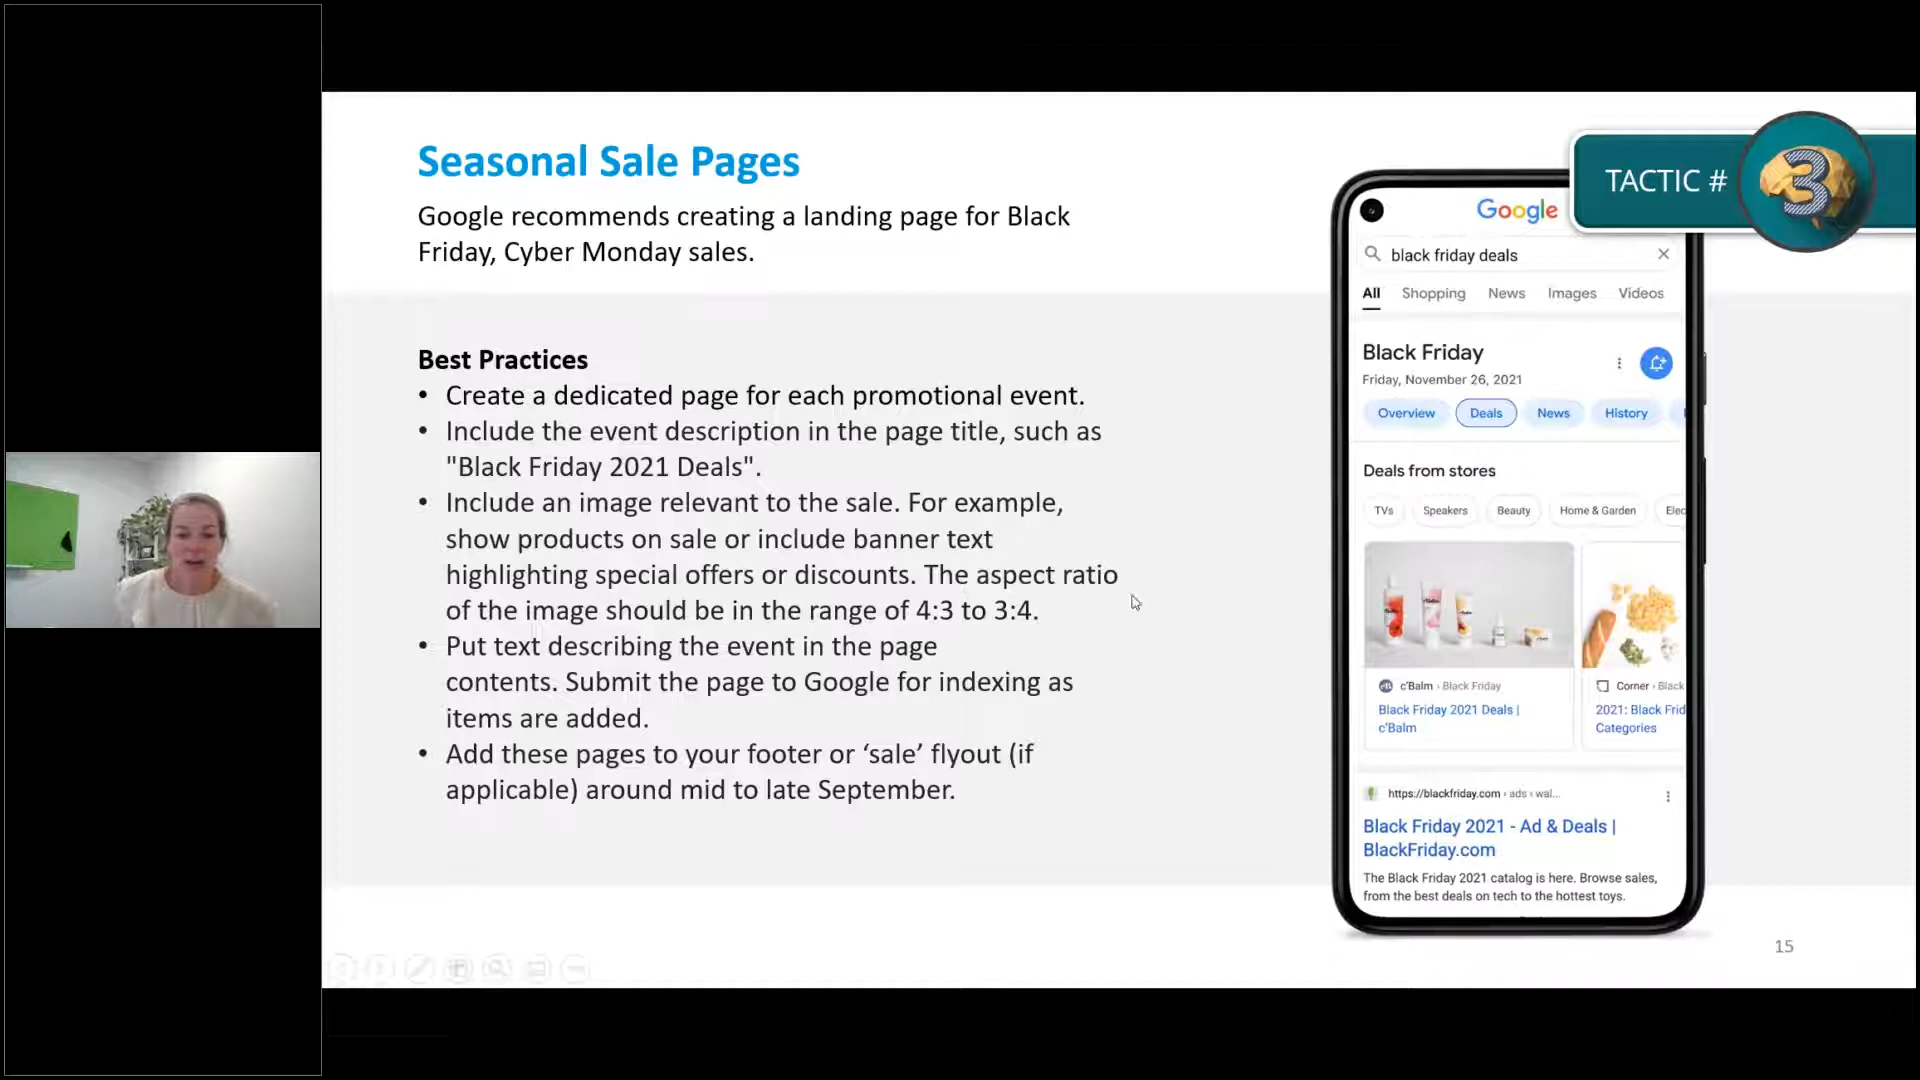 Seasonal Sale Pages
Google recommends creating a landing page for Black
Friday, Cyber Monday sales.
Best Practices
• Create a dedicated page for each promotional event.
• Include the event description in the page title, such as
"Black Friday 2021 Deals".
• Include an image relevant to the sale. For example,
show products on sale or include banner text
highlighting special offers or discounts. The aspect ratio
of the image should be in the range of 4:3 to 3:4.
• Put text describing the event in the page
contents. Submit the page to Google for indexing as
items are added.
• Add these pages to your footer or ‘sale’ flyout (if
applicable) around mid to late September.
TACTIC # 3
Google
black friday deals
All Shopping News Images Videos
Black Friday
Friday, November 26, 2021
Overview Deals News History
Deals from stores
TVs Speakers Beauty Home & Garden Elec
c'Balm › Black Friday
Black Friday 2021 Deals |
c'Balm
Corner › Black
2021: Black Frid
Categories
https://blackfriday.com › ads › wal...
Black Friday 2021 - Ad & Deals |
BlackFriday.com
The Black Friday 2021 catalog is here. Browse sales,
from the best deals on tech to the hottest toys.
15